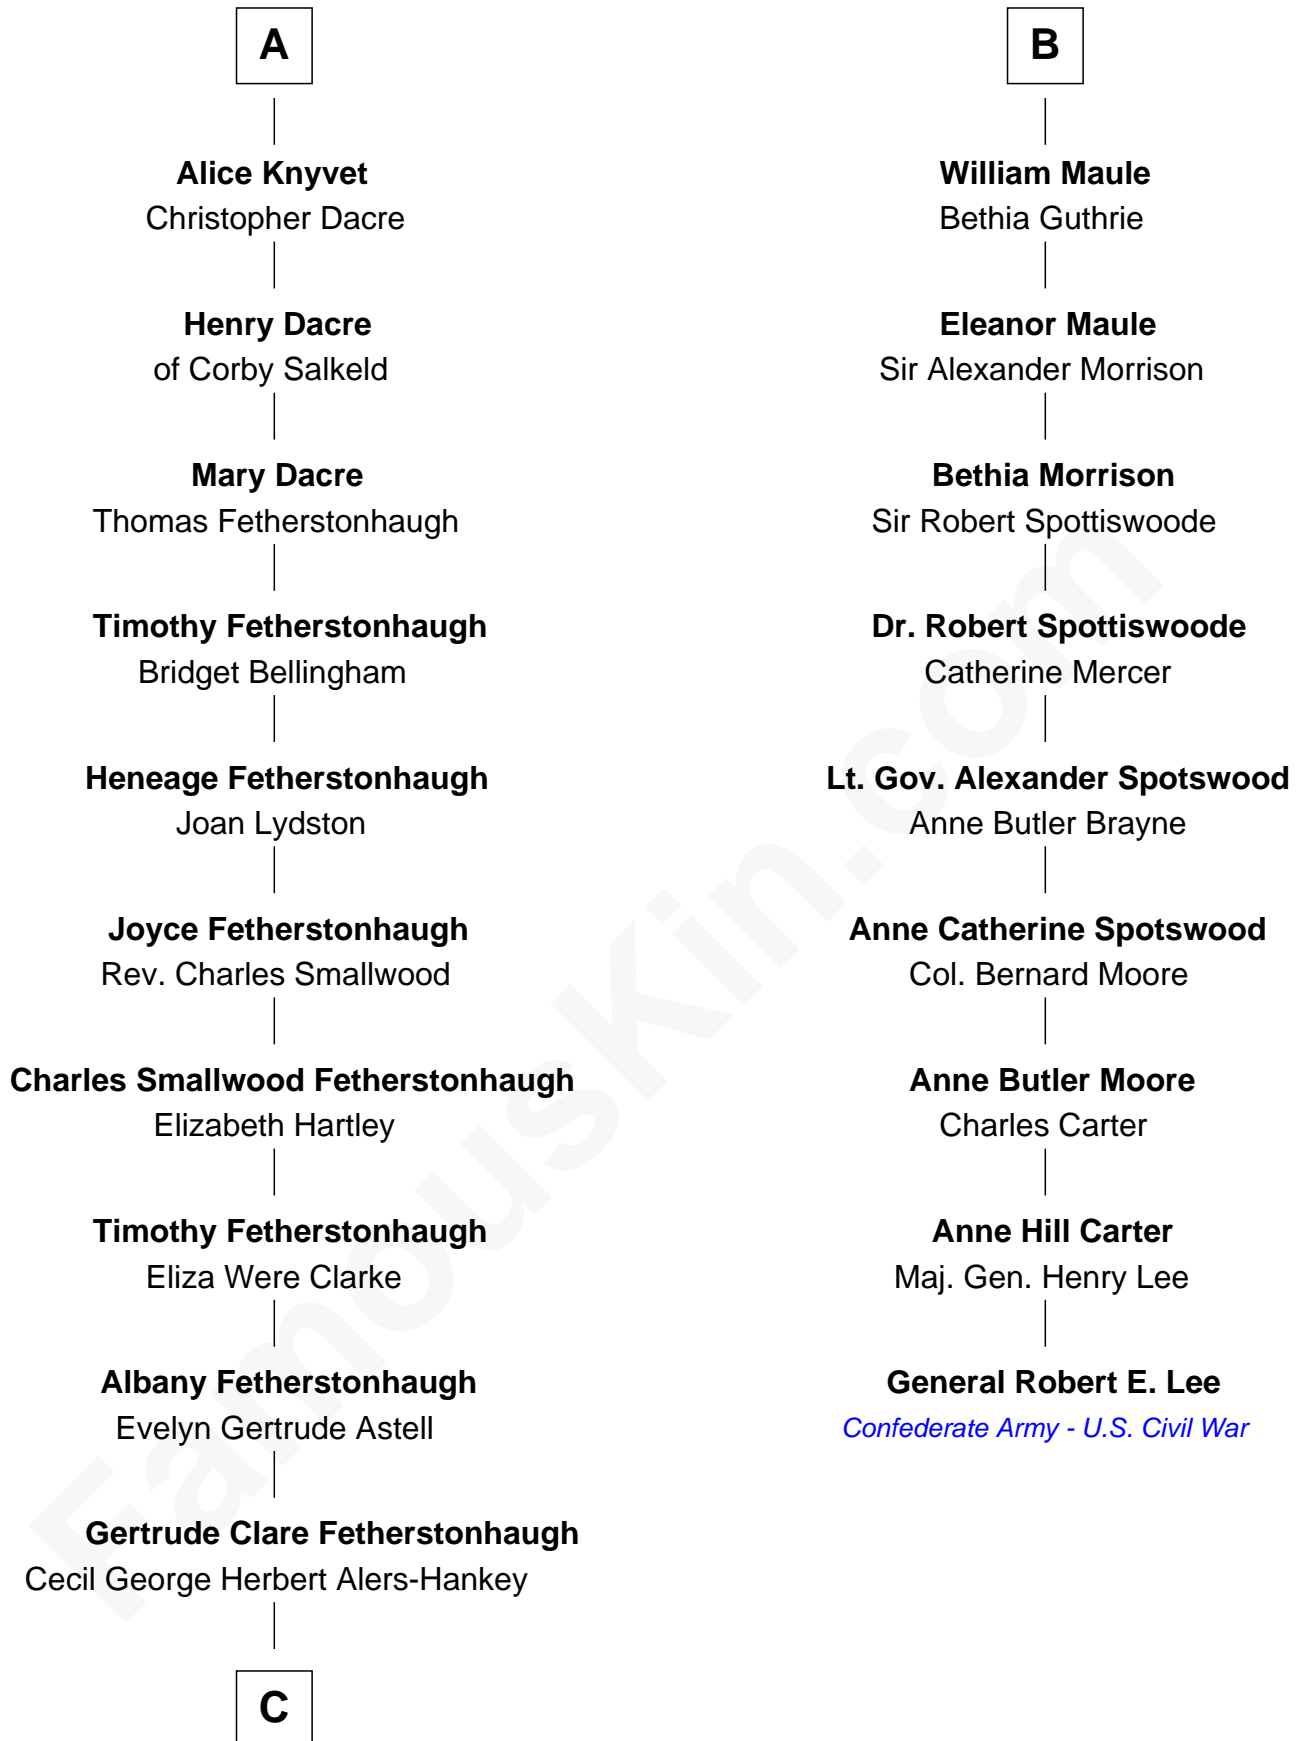 A
Alice Knyvet
Christopher Dacre
Henry Dacre
of Corby Salkeld
Mary Dacre
Thomas Fetherstonhaugh
Timothy Fetherstonhaugh
Bridget Bellingham
Heneage Fetherstonhaugh
Joan Lydston
Joyce Fetherstonhaugh
Rev. Charles Smallwood
Charles Smallwood Fetherstonhaugh
Elizabeth Hartley
Timothy Fetherstonhaugh
Eliza Were Clarke
Albany Fetherstonhaugh
Evelyn Gertrude Astell
Gertrude Clare Fetherstonhaugh
Cecil George Herbert Alers-Hankey
C
B
William Maule
Bethia Guthrie
Eleanor Maule
Sir Alexander Morrison
Bethia Morrison
Sir Robert Spottiswoode
Dr. Robert Spottiswoode
Catherine Mercer
Lt. Gov. Alexander Spotswood
Anne Butler Brayne
Anne Catherine Spotswood
Col. Bernard Moore
Anne Butler Moore
Charles Carter
Anne Hill Carter
Maj. Gen. Henry Lee
General Robert E. Lee
Confederate Army - U.S. Civil War
FamousKin.com